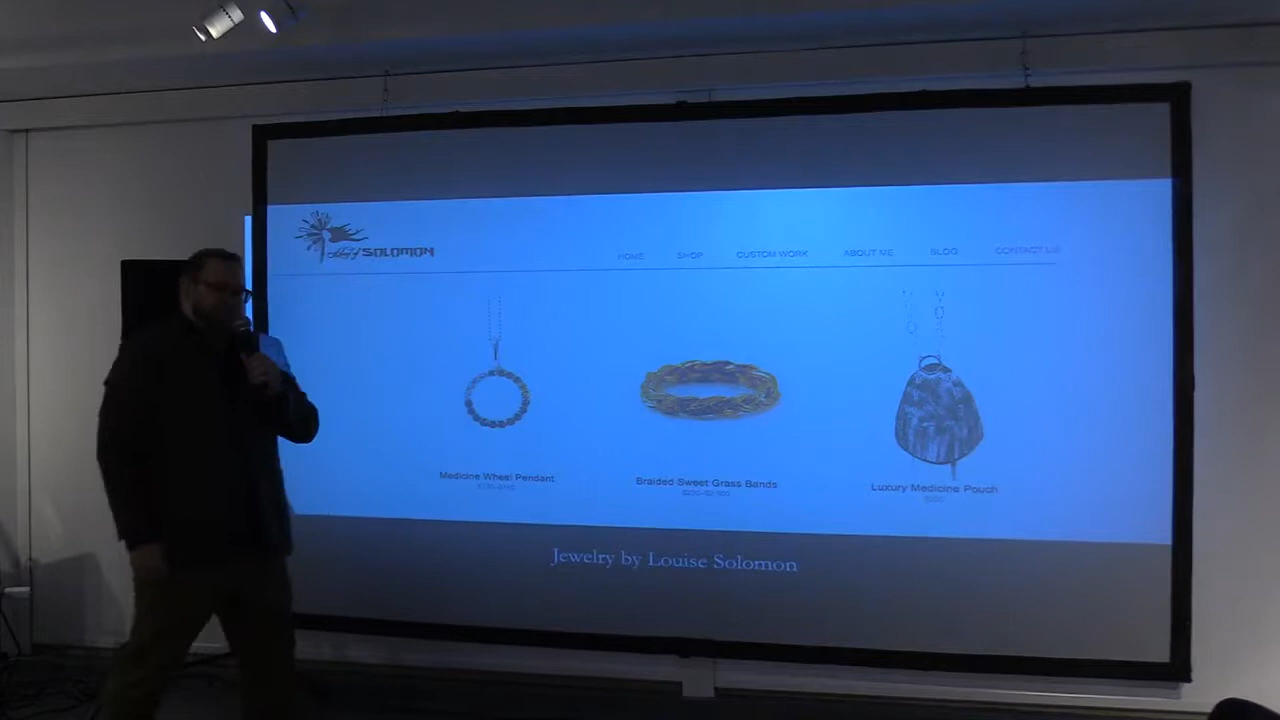 SOLOMON
HOME SHOP CUSTOM WORK ABOUT ME BLOG CONTACT US
Medicine Wheel Pendant
Braided Sweet Grass Bands
Luxury Medicine Pouch
Jewelry by Louise Solomon